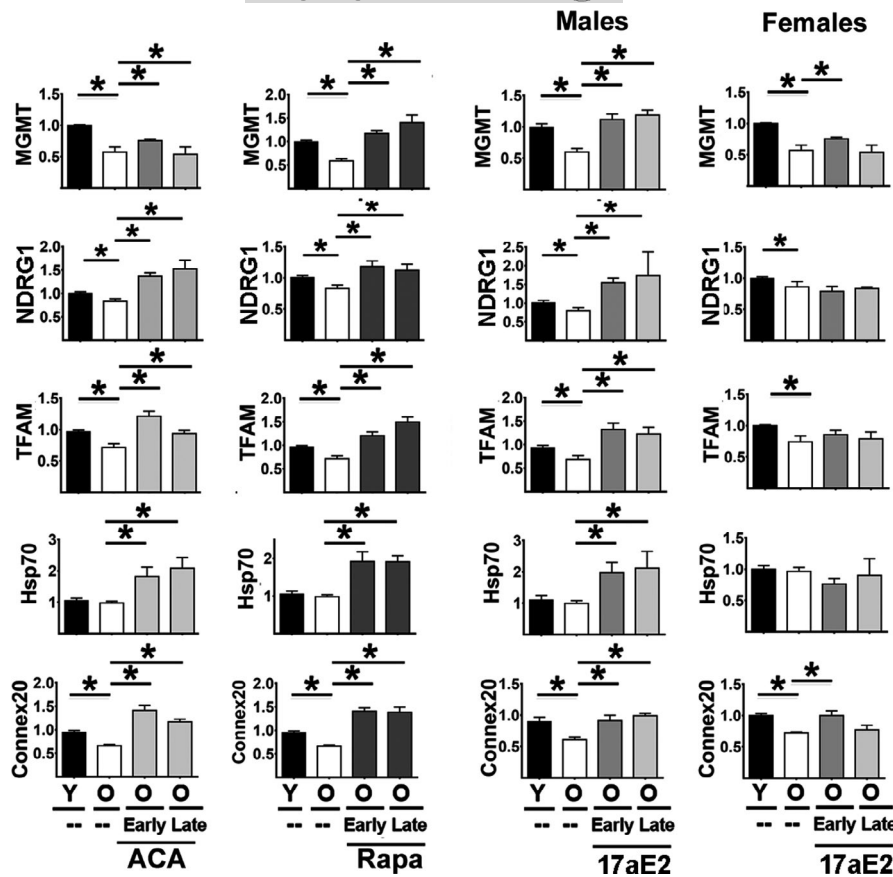 Males Females
* * * * * * * * * * *
MGMT 1.5 1.0 0.5 MGMT 2.0 1.5 1.0 0.5 MGMT 1.5 1.0 0.5 MGMT 1.5 1.0 0.5
* * * * * * * * * *
NDRG1 2.0 1.5 1.0 0.5 NDRG1 2.0 1.5 1.0 0.5 NDRG1 2.5 2.0 1.5 1.0 0.5 NDRG1 1.5 1.0 0.5
* * * * * * * * * *
TFAM 1.5 1.0 0.5 TFAM 2.0 1.5 1.0 0.5 TFAM 2.0 1.5 1.0 0.5 TFAM 1.5 1.0 0.5
* * * * * *
Hsp70 3 2 1 Hsp70 2 1 Hsp70 3 2 1 Hsp70 1.5 1.0 0.5
* * * * * * * * * * *
Connex20 2.0 1.5 1.0 0.5 Connex20 2.0 1.5 1.0 0.5 Connex20 1.5 1.0 0.5 Connex20 1.5 1.0 0.5
Y O O O Y O O O Y O O O Y O O O
-- -- Early Late -- -- Early Late -- -- Early Late -- -- Early Late
ACA Rapa 17aE2 17aE2